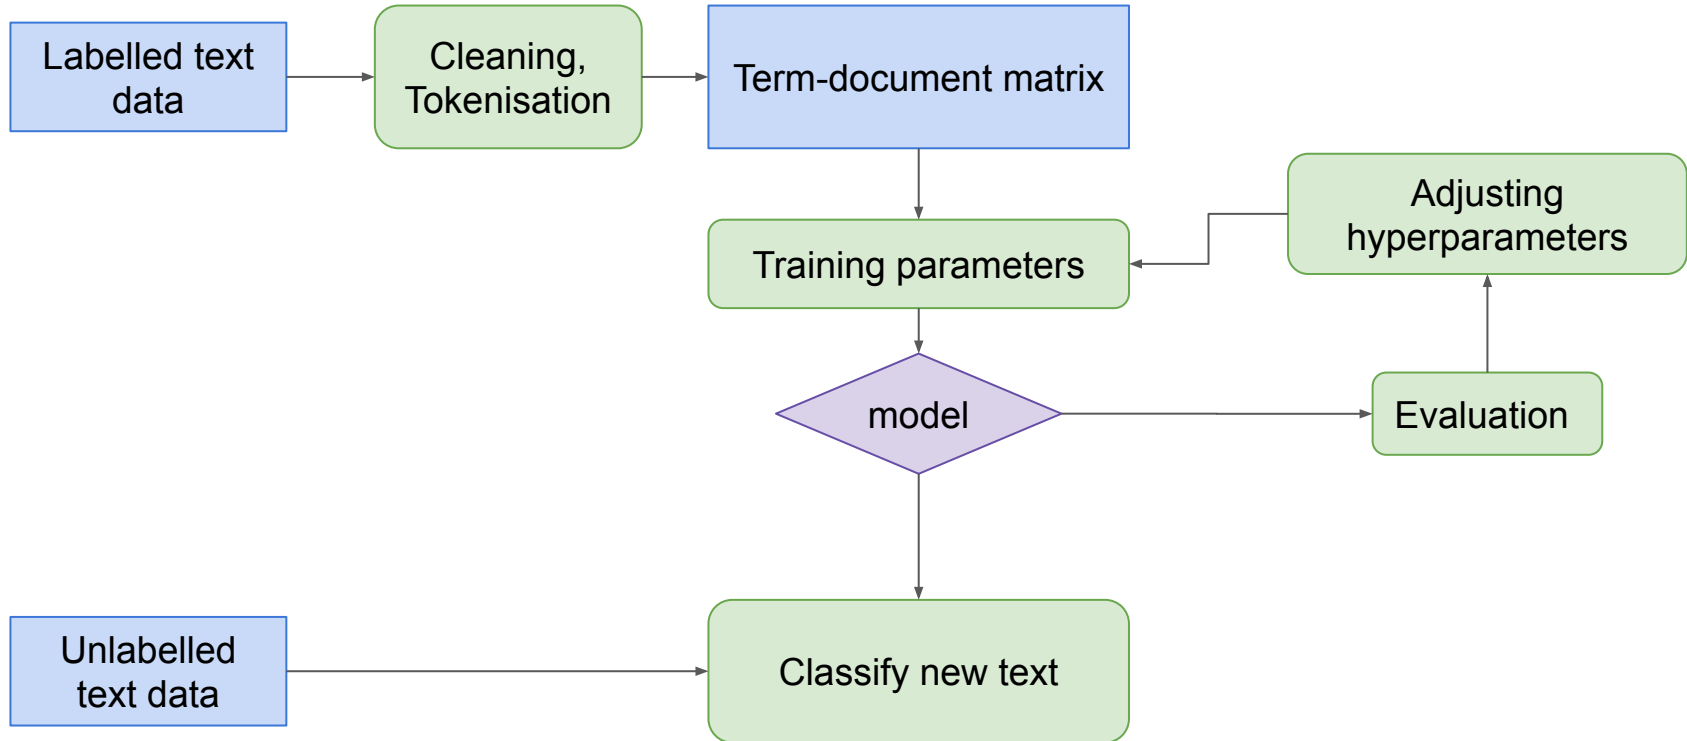 Labelled text
data
Cleaning,
Tokenisation
Term-document matrix
Adjusting
hyperparameters
Training parameters
model
Evaluation
Unlabelled
text data
Classify new text